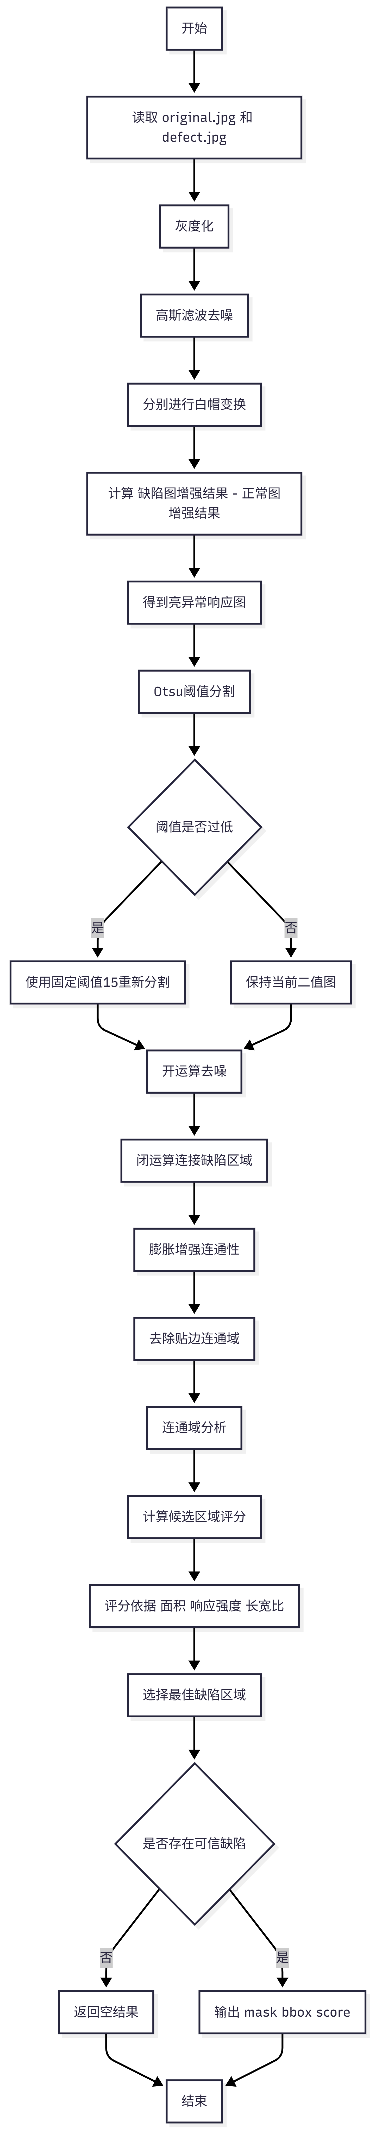 开始
读取 original.jpg 和
defect.jpg
灰度化
高斯滤波去噪
分别进行白帽变换
计算 缺陷图增强结果 - 正常图
增强结果
得到亮异常响应图
Otsu阈值分割
阈值是否过低
是
否
使用固定阈值15重新分割
保持当前二值图
开运算去噪
闭运算连接缺陷区域
膨胀增强连通性
去除贴边连通域
连通域分析
计算候选区域评分
评分依据 面积 响应强度 长宽比
选择最佳缺陷区域
是否存在可信缺陷
否
是
返回空结果
输出 mask bbox score
结束